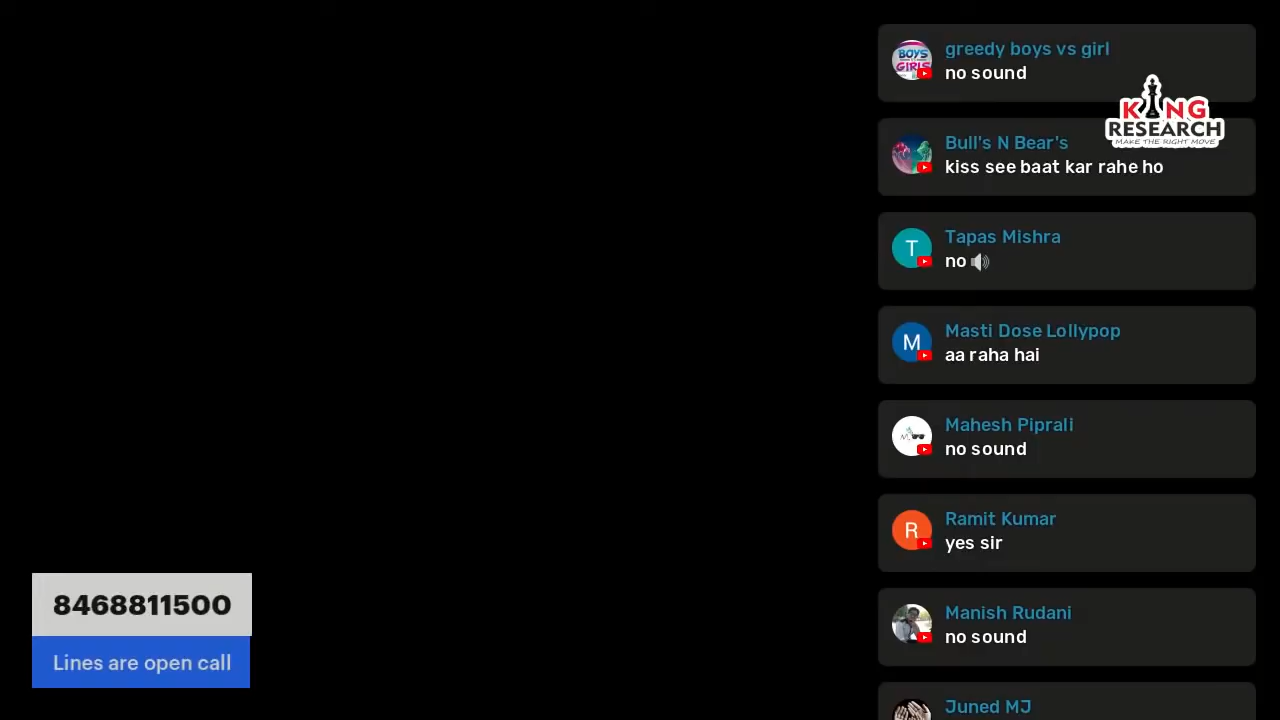 greedy boys vs girl
no sound
KING
RESEARCH
MAKE THE RIGHT MOVE
Bull's N Bear's
kiss see baat kar rahe ho
T
Tapas Mishra
no 🔊
M
Masti Dose Lollypop
aa raha hai
Mahesh Piprali
no sound
R
Ramit Kumar
yes sir
Manish Rudani
no sound
Juned MJ
8468811500
Lines are open call
BOYS
GIRLS